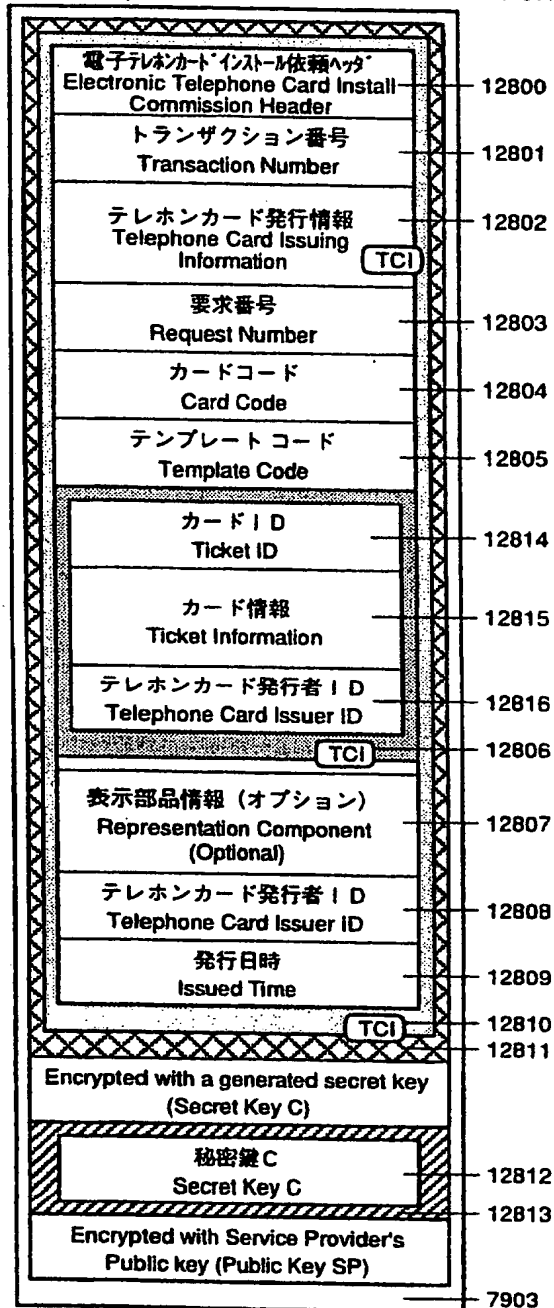 電子テレホンカードインストール依頼ヘッダ
Electronic Telephone Card Install
Commission Header
12800
トランザクション番号
Transaction Number
12801
テレホンカード発行情報
Telephone Card Issuing
Information
TCI
12802
要求番号
Request Number
12803
カードコード
Card Code
12804
テンプレート コード
Template Code
12805
カード I D
Ticket ID
12814
カード情報
Ticket Information
12815
テレホンカード発行者 I D
Telephone Card Issuer ID
12816
TCI
12806
表示部品情報 (オプション)
Representation Component
(Optional)
12807
テレホンカード発行者 I D
Telephone Card Issuer ID
12808
発行日時
Issued Time
12809
TCI
12810
12811
Encrypted with a generated secret key
(Secret Key C)
秘密鍵C
Secret Key C
12812
12813
Encrypted with Service Provider's
Public key (Public Key SP)
7903